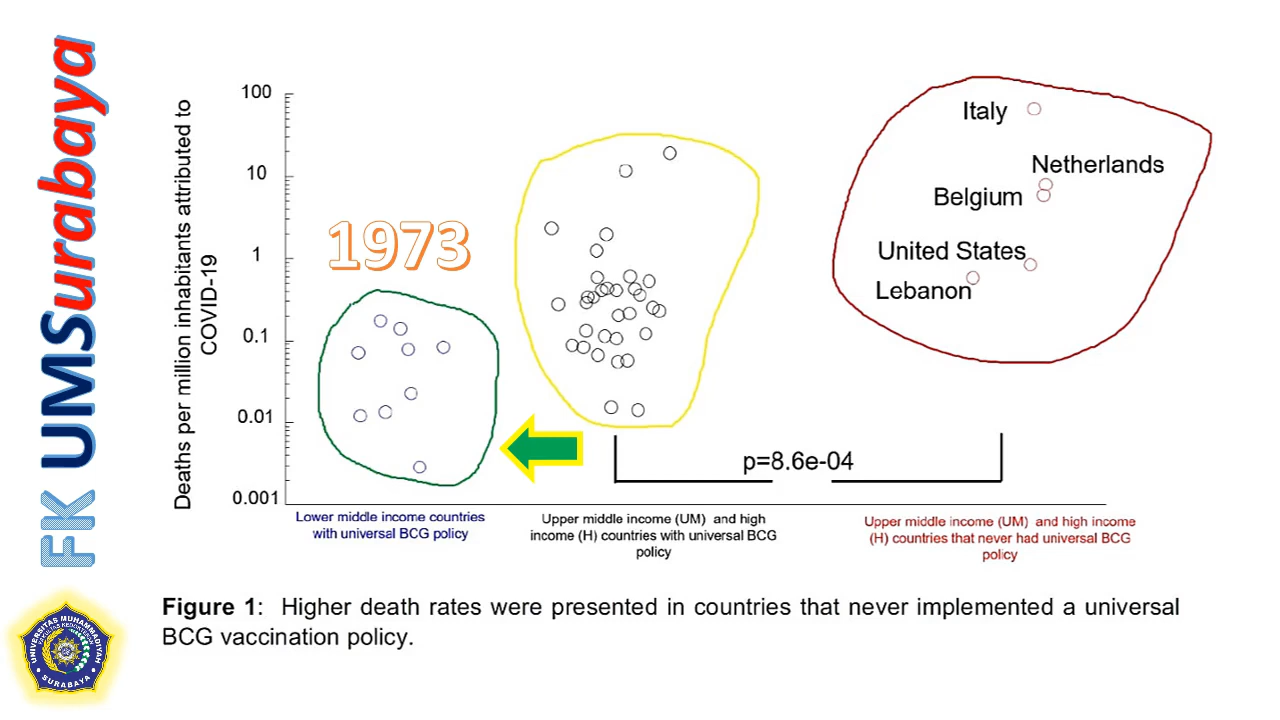 FK UMSurabaya
UNIVERSITAS MUHAMMADIYAH
FAKULTAS KEDOKTERAN
SURABAYA
1973
Deaths per million inhabitants attributed to
COVID-19
100
10
1
0.1
0.01
0.001
Italy
Netherlands
Belgium
United States
Lebanon
p=8.6e-04
Lower middle income countries
with universal BCG policy
Upper middle income (UM) and high
income (H) countries with universal BCG
policy
Upper middle income (UM) and high income
(H) countries that never had universal BCG
policy
Figure 1: Higher death rates were presented in countries that never implemented a universal
BCG vaccination policy.